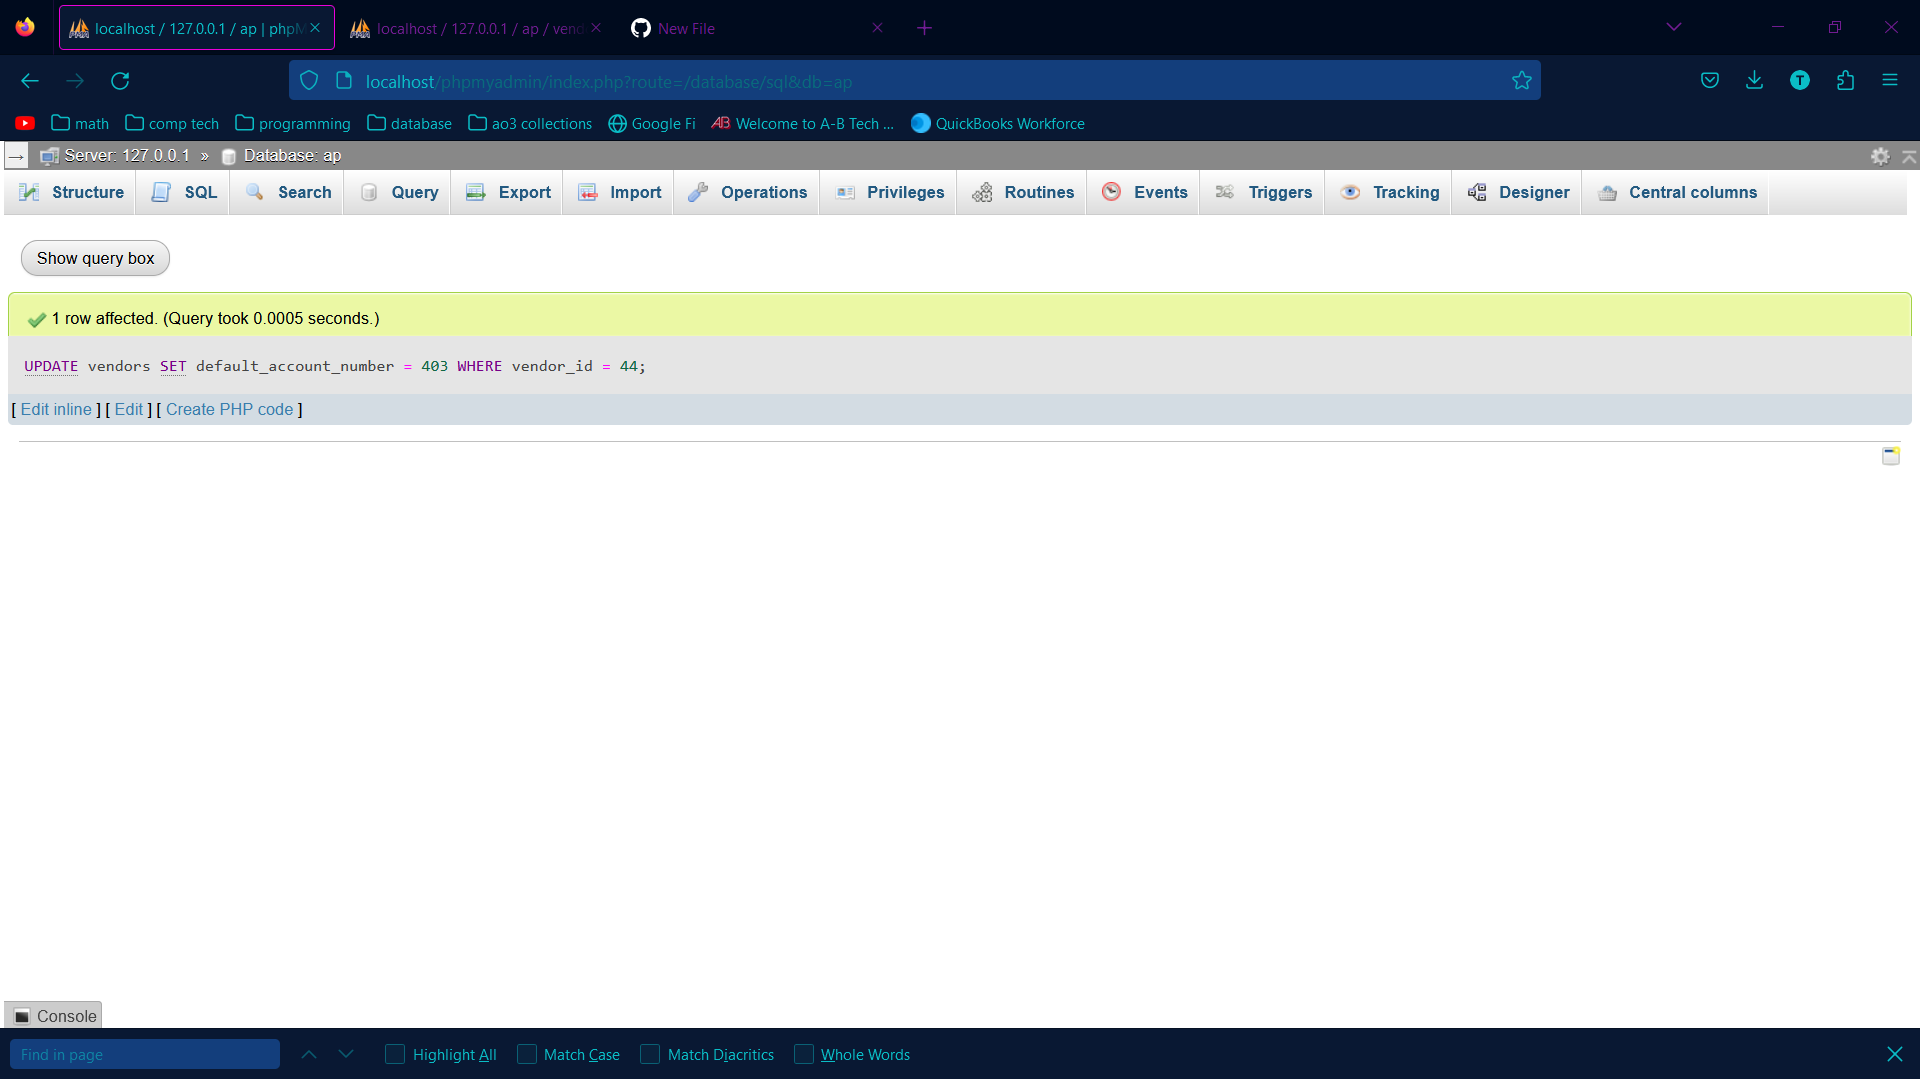 localhost / 127.0.0.1 / ap | phpM
localhost / 127.0.0.1 / ap / vend
New File
localhost/phpmyadmin/index.php?route=/database/sql&db=ap
T
math
comp tech
programming
database
ao3 collections
Google Fi
AB Welcome to A-B Tech ...
QuickBooks Workforce
Server: 127.0.0.1 » Database: ap
Structure
SQL
Search
Query
Export
Import
Operations
Privileges
Routines
Events
Triggers
Tracking
Designer
Central columns
Show query box
1 row affected. (Query took 0.0005 seconds.)
UPDATE vendors SET default_account_number = 403 WHERE vendor_id = 44;
[ Edit inline ] [ Edit ] [ Create PHP code ]
Console
Find in page
Highlight All
Match Case
Match Diacritics
Whole Words